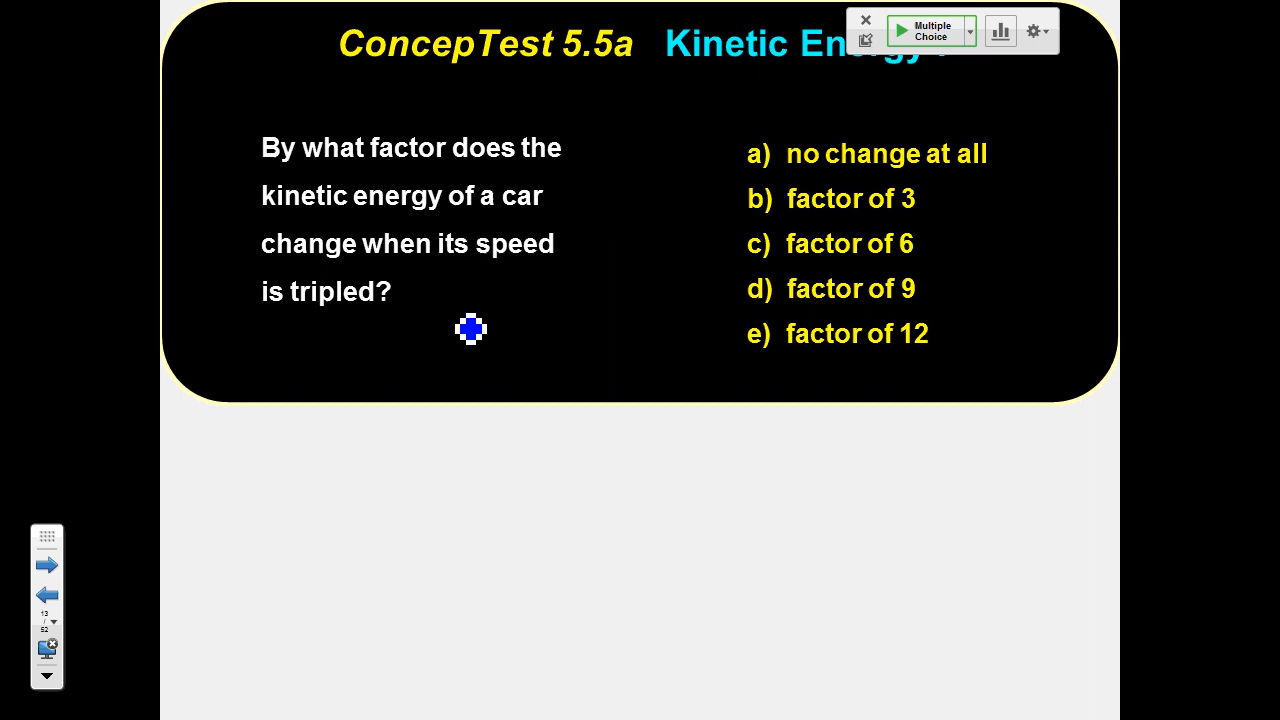 ConcepTest 5.5a Kinetic Energy I
Multiple
Choice
By what factor does the
kinetic energy of a car
change when its speed
is tripled?
a) no change at all
b) factor of 3
c) factor of 6
d) factor of 9
e) factor of 12
13
/
52